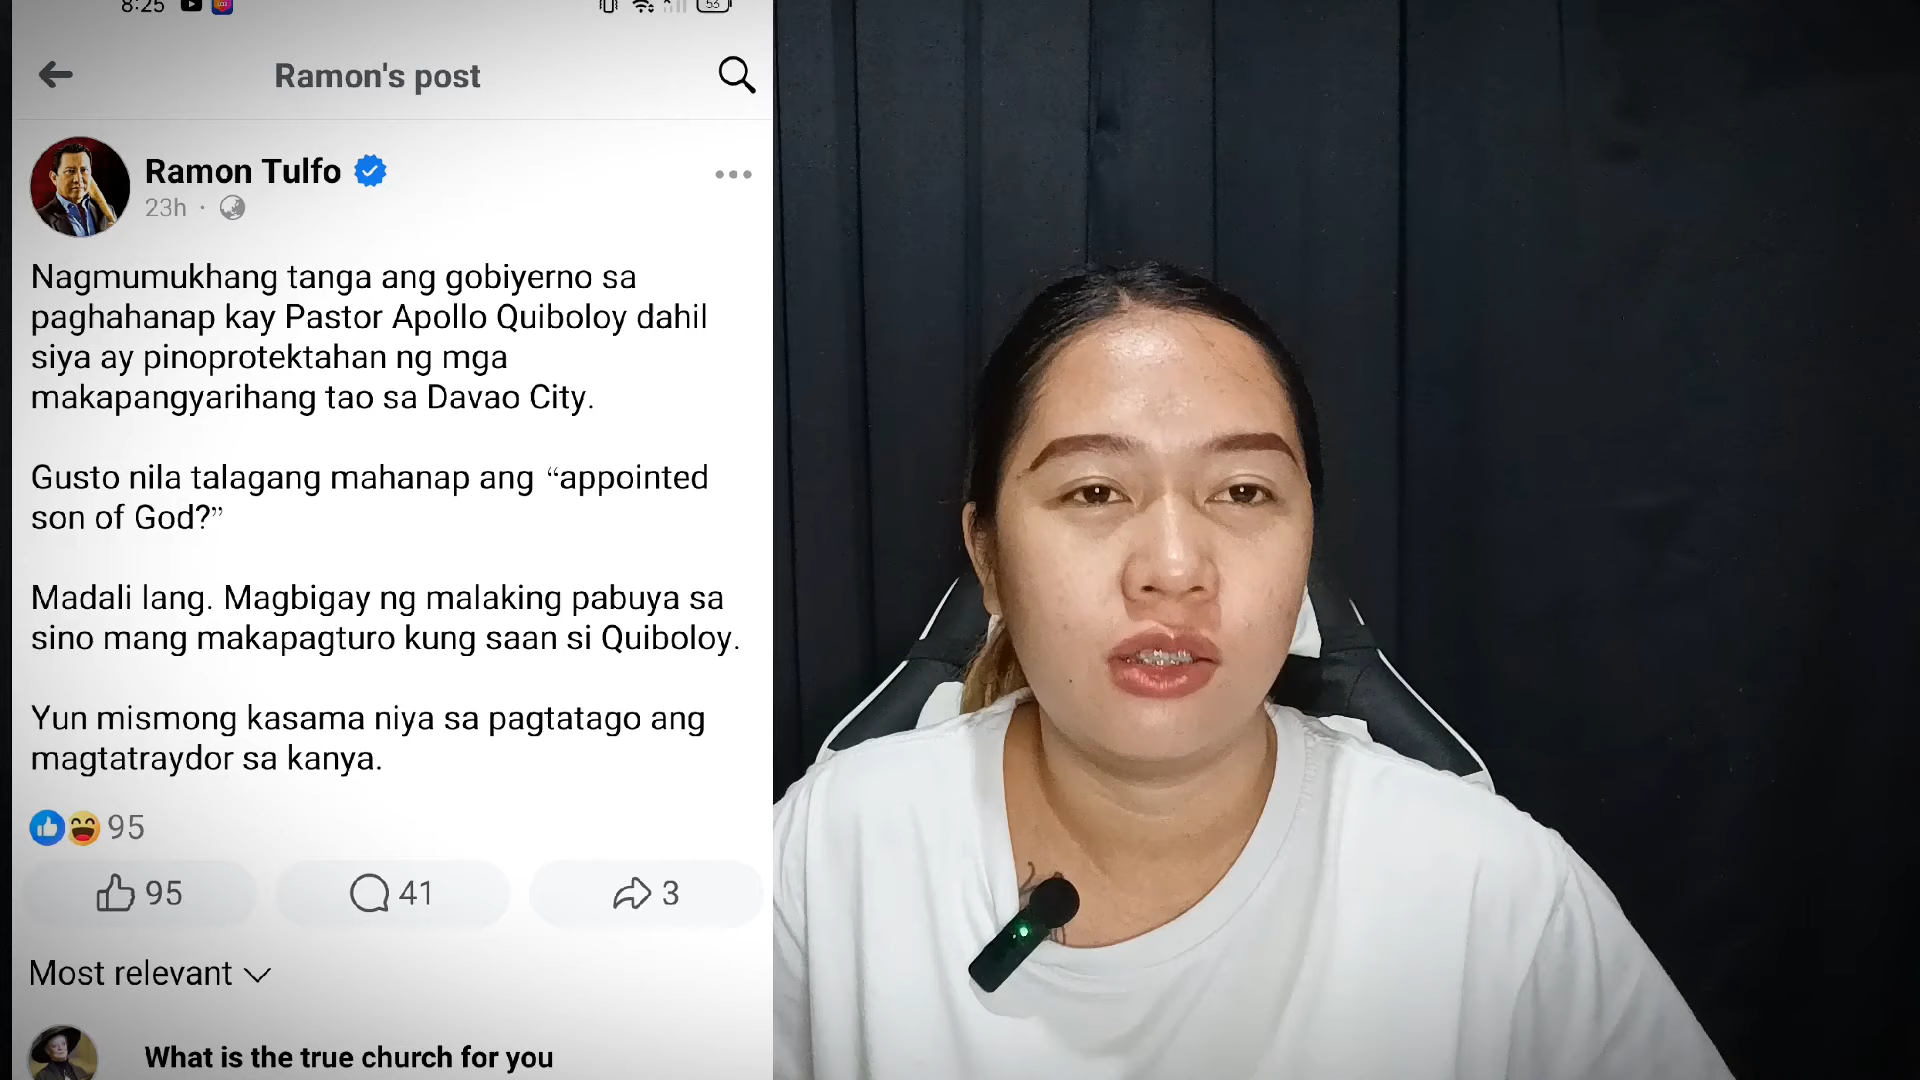 8:25
53
Ramon's post
Ramon Tulfo
23h ·
Nagmumukhang tanga ang gobiyerno sa
paghahanap kay Pastor Apollo Quiboloy dahil
siya ay pinoprotektahan ng mga
makapangyarihang tao sa Davao City.
Gusto nila talagang mahanap ang “appointed
son of God?”
Madali lang. Magbigay ng malaking pabuya sa
sino mang makapagturo kung saan si Quiboloy.
Yun mismong kasama niya sa pagtatago ang
magtatraydor sa kanya.
95
95 41 3
Most relevant
What is the true church for you